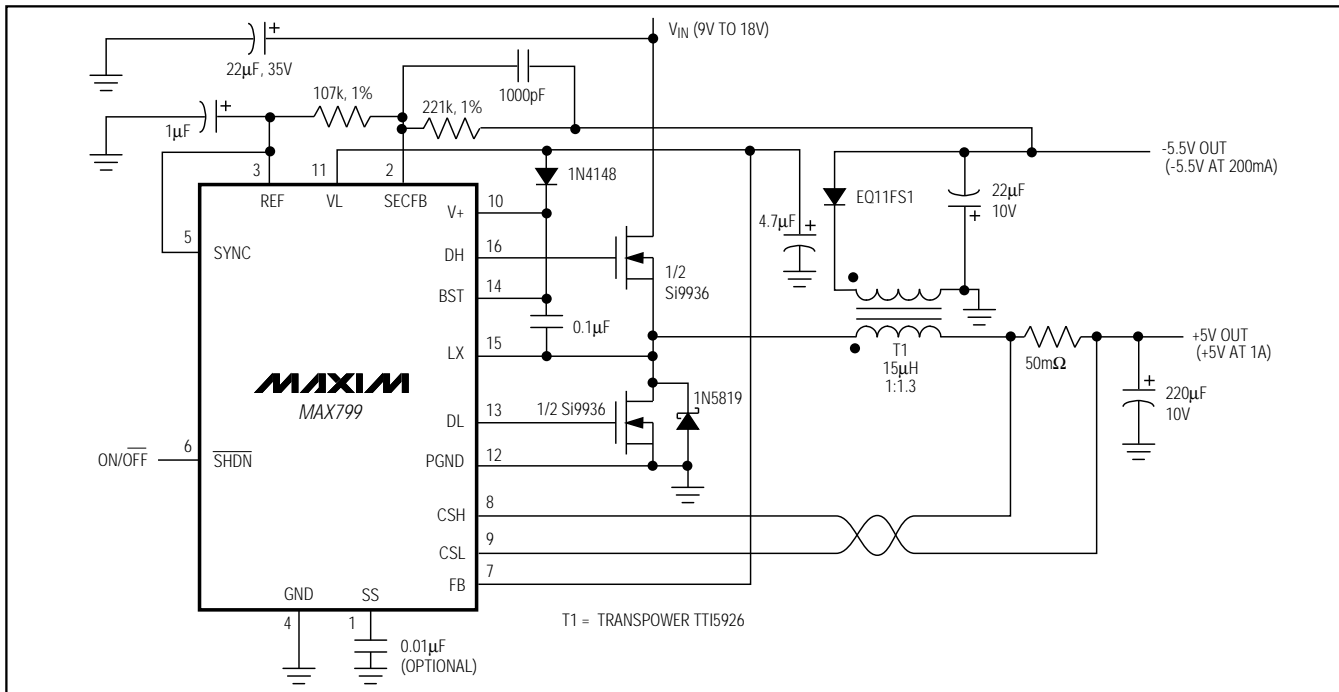 V_IN (9V TO 18V)
22µF, 35V
1µF
107k, 1%
221k, 1%
1000pF
3
11
2
REF
VL
SECFB
1N4148
4.7µF
EQ11FS1
22µF
10V
-5.5V OUT
(-5.5V AT 200mA)
5
SYNC
V+
10
DH
16
BST
14
LX
15
DL
13
PGND
12
CSH
8
CSL
9
FB
7
0.1µF
1/2
Si9936
1/2 Si9936
1N5819
T1
15µH
1:1.3
50mΩ
+5V OUT
(+5V AT 1A)
220µF
10V
MAXIM
MAX799
ON/OFF
6
SHDN
GND
SS
4
1
0.01µF
(OPTIONAL)
T1 = TRANSPOWER TTI5926